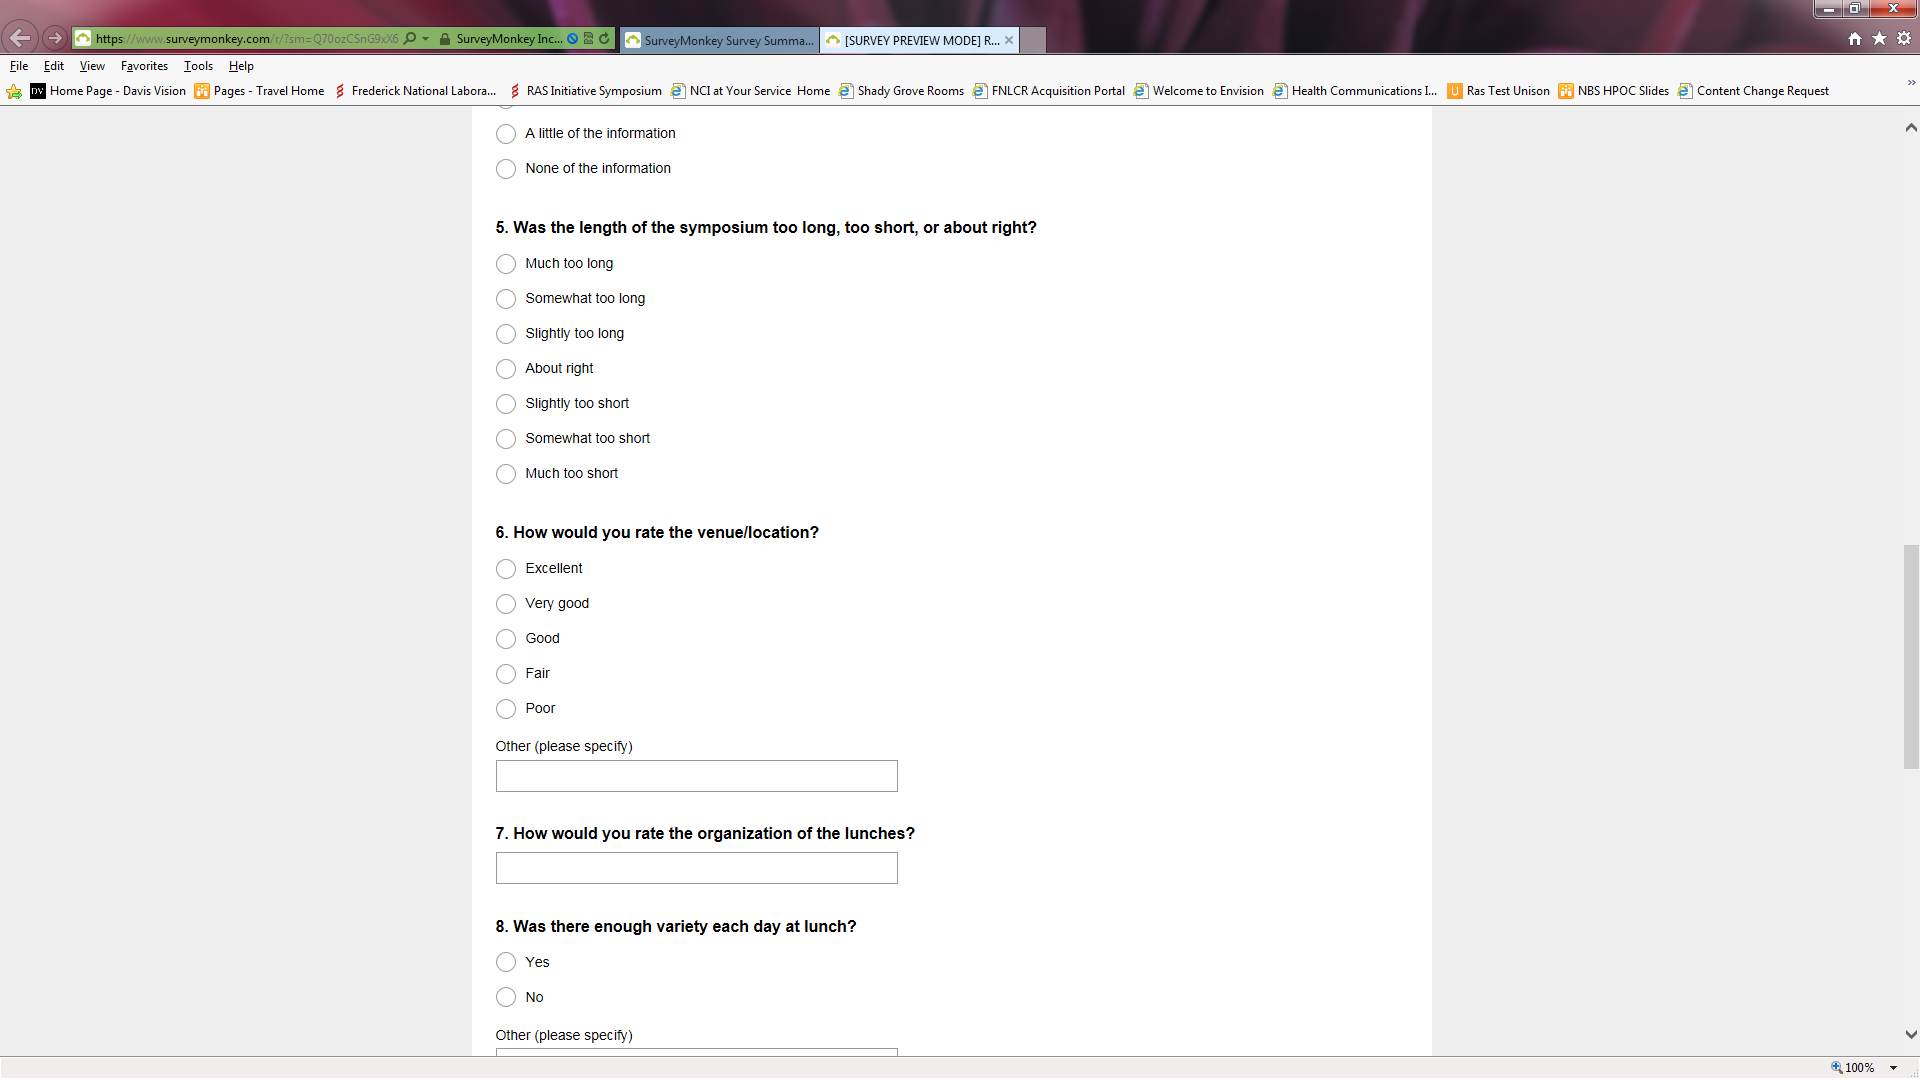 https://www.surveymonkey.com/r/?sm=Q70ozCSnG9xX6 SurveyMonkey Inc... SurveyMonkey Survey Summa... [SURVEY PREVIEW MODE] R...
File Edit View Favorites Tools Help
DV Home Page - Davis Vision Pages - Travel Home Frederick National Labora... RAS Initiative Symposium NCI at Your Service Home Shady Grove Rooms FNLCR Acquisition Portal Welcome to Envision Health Communications I... U Ras Test Unison NBS HPOC Slides Content Change Request
A little of the information
None of the information
5. Was the length of the symposium too long, too short, or about right?
Much too long
Somewhat too long
Slightly too long
About right
Slightly too short
Somewhat too short
Much too short
6. How would you rate the venue/location?
Excellent
Very good
Good
Fair
Poor
Other (please specify)
7. How would you rate the organization of the lunches?
8. Was there enough variety each day at lunch?
Yes
No
Other (please specify)
100%